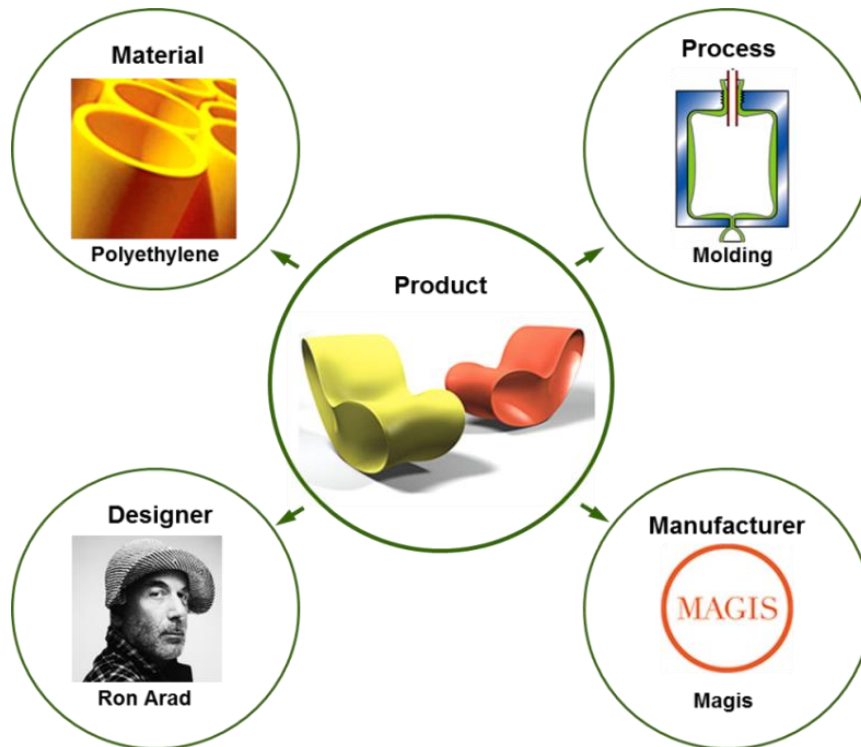 Material
Polyethylene
Process
Molding
Product
Designer
Ron Arad
Manufacturer
MAGIS
Magis